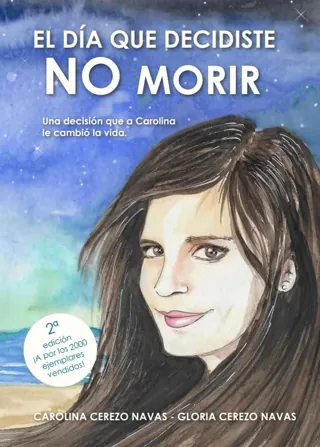 EL DÍA QUE DECIDISTE
NO MORIR
Una decisión que a Carolina
le cambió la vida.
2ª
edición
¡A por los 2000
ejemplares
vendidos!
CAROLINA CEREZO NAVAS - GLORIA CEREZO NAVAS